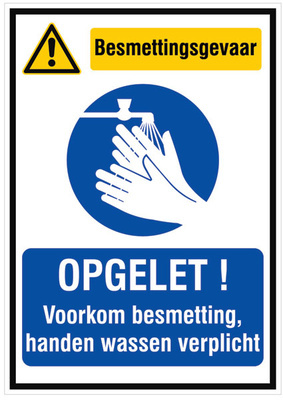 Besmettingsgevaar
OPGELET !
Voorkom besmetting,
handen wassen verplicht